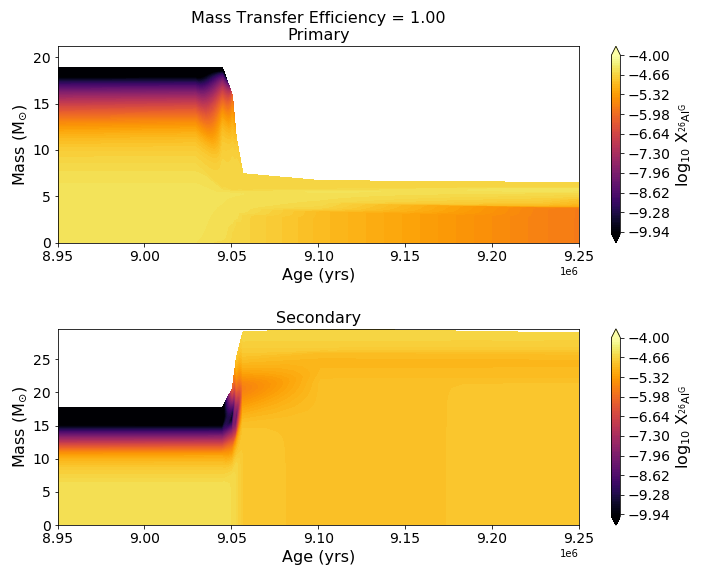 Mass Transfer Efficiency = 1.00
Primary
Mass (M⊙)
20
15
10
5
0
8.95 9.00 9.05 9.10 9.15 9.20 9.25
Age (yrs)
1e6
−4.00
−4.66
−5.32
−5.98
−6.64
−7.30
−7.96
−8.62
−9.28
−9.94
log₁₀ X²⁶AlᴳG
Secondary
Mass (M⊙)
25
20
15
10
5
0
8.95 9.00 9.05 9.10 9.15 9.20 9.25
Age (yrs)
1e6
−4.00
−4.66
−5.32
−5.98
−6.64
−7.30
−7.96
−8.62
−9.28
−9.94
log₁₀ X²⁶Alᴳ